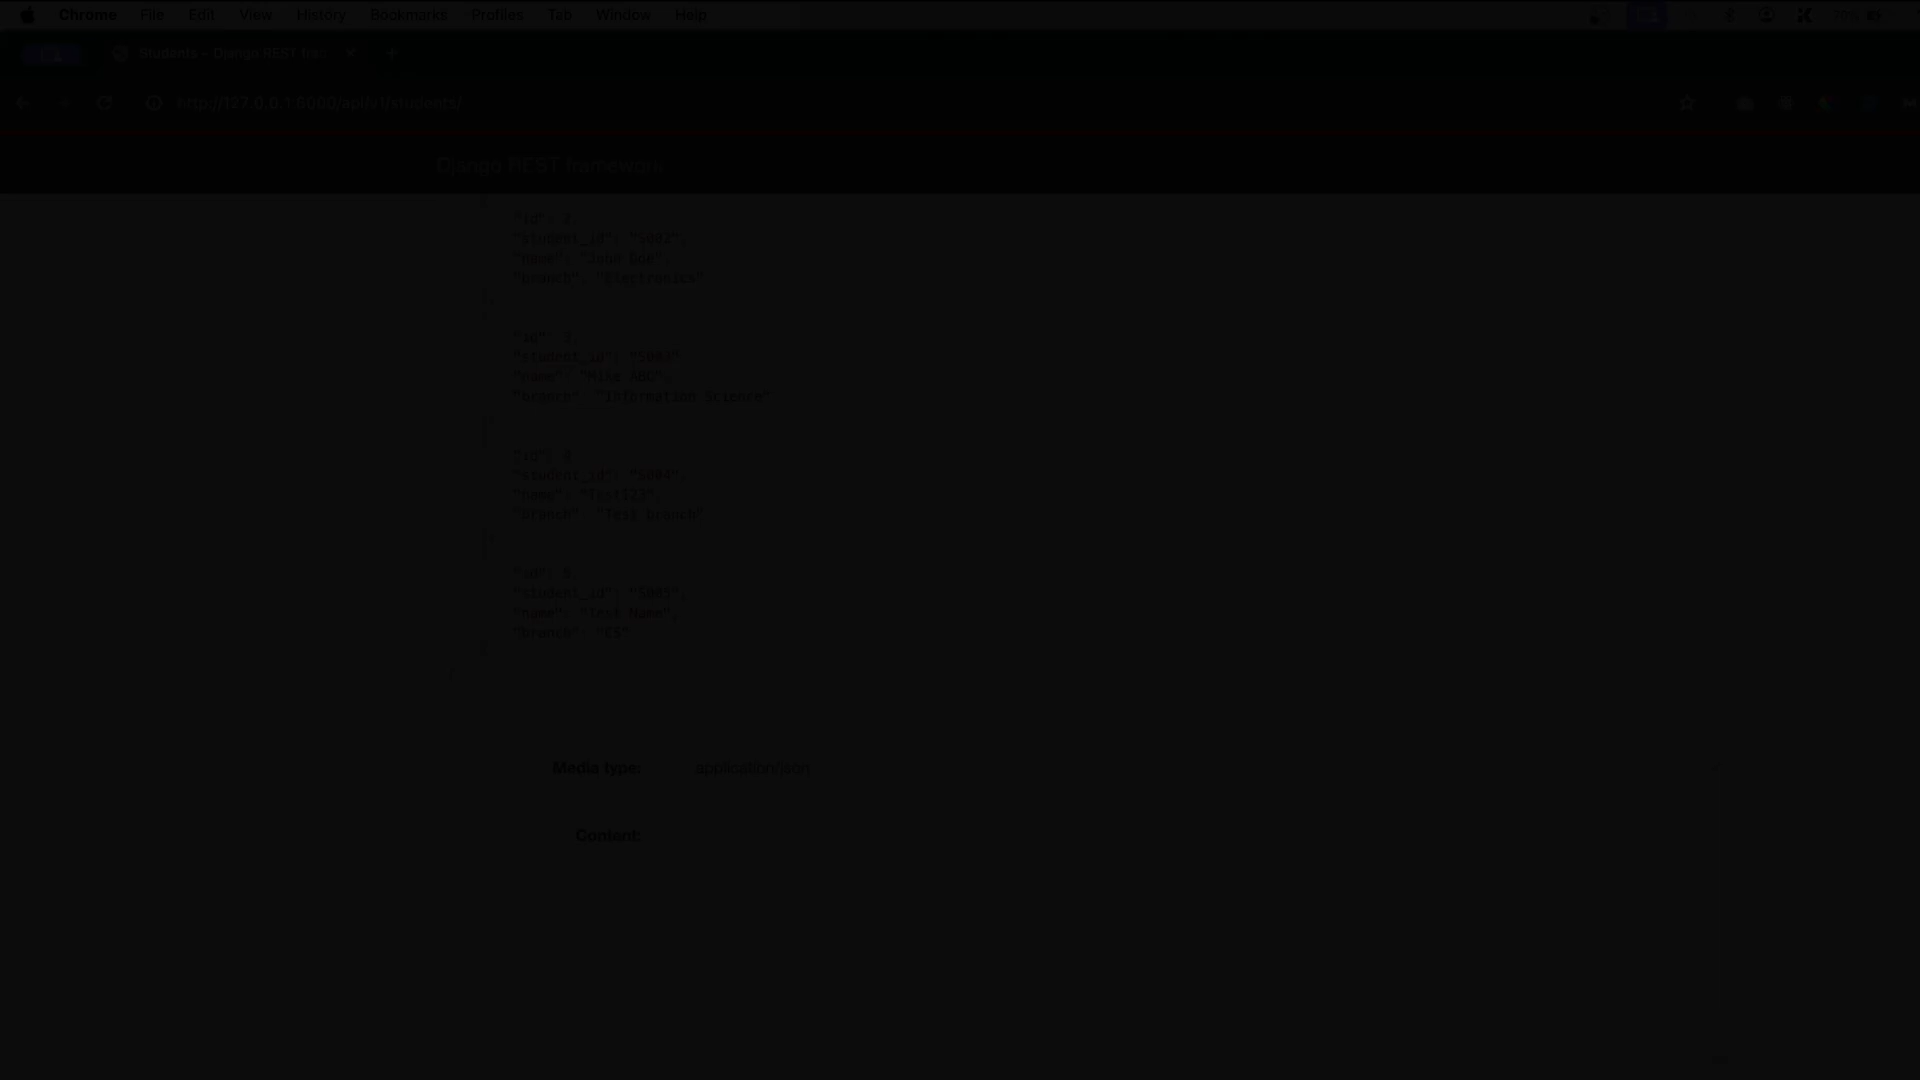 Chrome File Edit View History Bookmarks Profiles Tab Window Help
Students – Django REST fra
http://127.0.0.1:8000/api/v1/students/
Django REST framework
"id": 2,
"student_id": "S002",
"name": "John Doe",
"branch": "Electronics"
"id": 3,
"student_id": "S003",
"name": "Mike ABC",
"branch": "Information Science"
"id":
"student_id": "S004",
"name": "Test123",
"branch": "Test branch"
"id":
"student_id": "S005",
"name": "Test Name",
"branch": "CS"
Media type: application/json
Content: